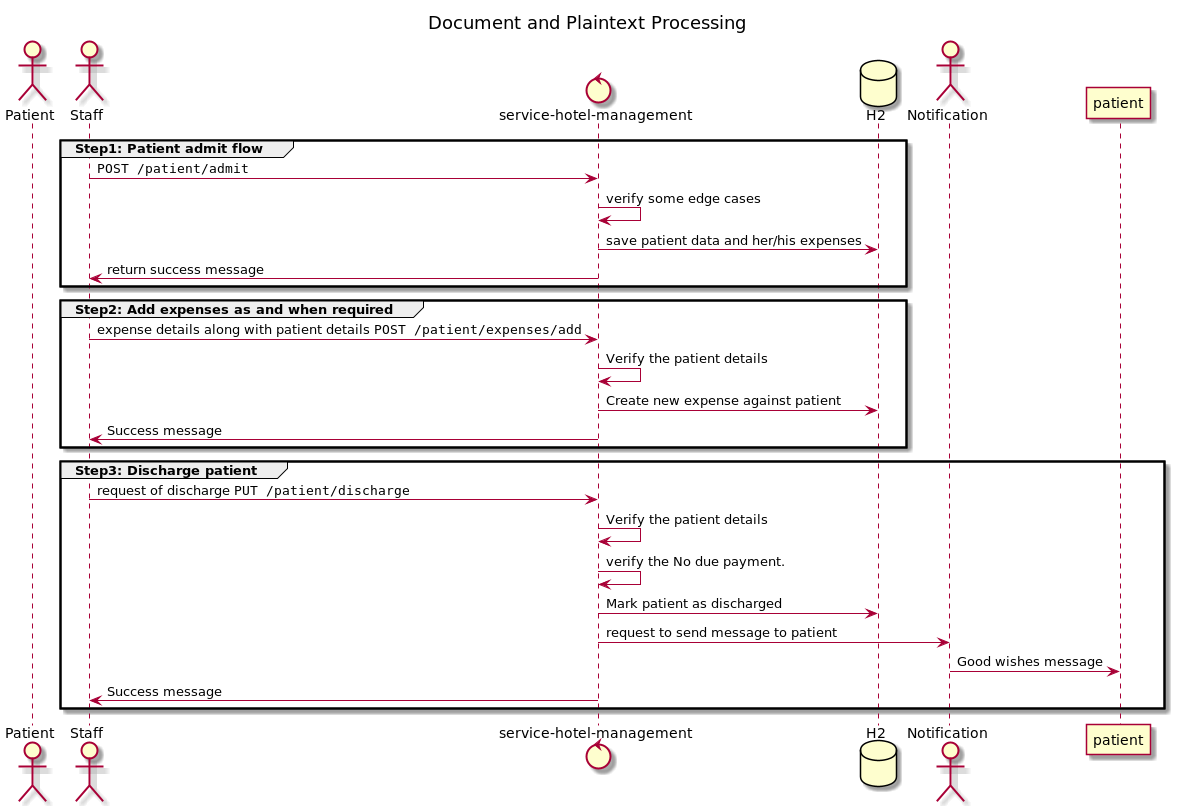 Document and Plaintext Processing
Patient
Staff
service-hotel-management
H2
Notification
patient
Step1: Patient admit flow
POST /patient/admit
verify some edge cases
save patient data and her/his expenses
return success message
Step2: Add expenses as and when required
expense details along with patient details POST /patient/expenses/add
Verify the patient details
Create new expense against patient
Success message
Step3: Discharge patient
request of discharge PUT /patient/discharge
Verify the patient details
verify the No due payment.
Mark patient as discharged
request to send message to patient
Good wishes message
Success message
Patient
Staff
service-hotel-management
H2
Notification
patient